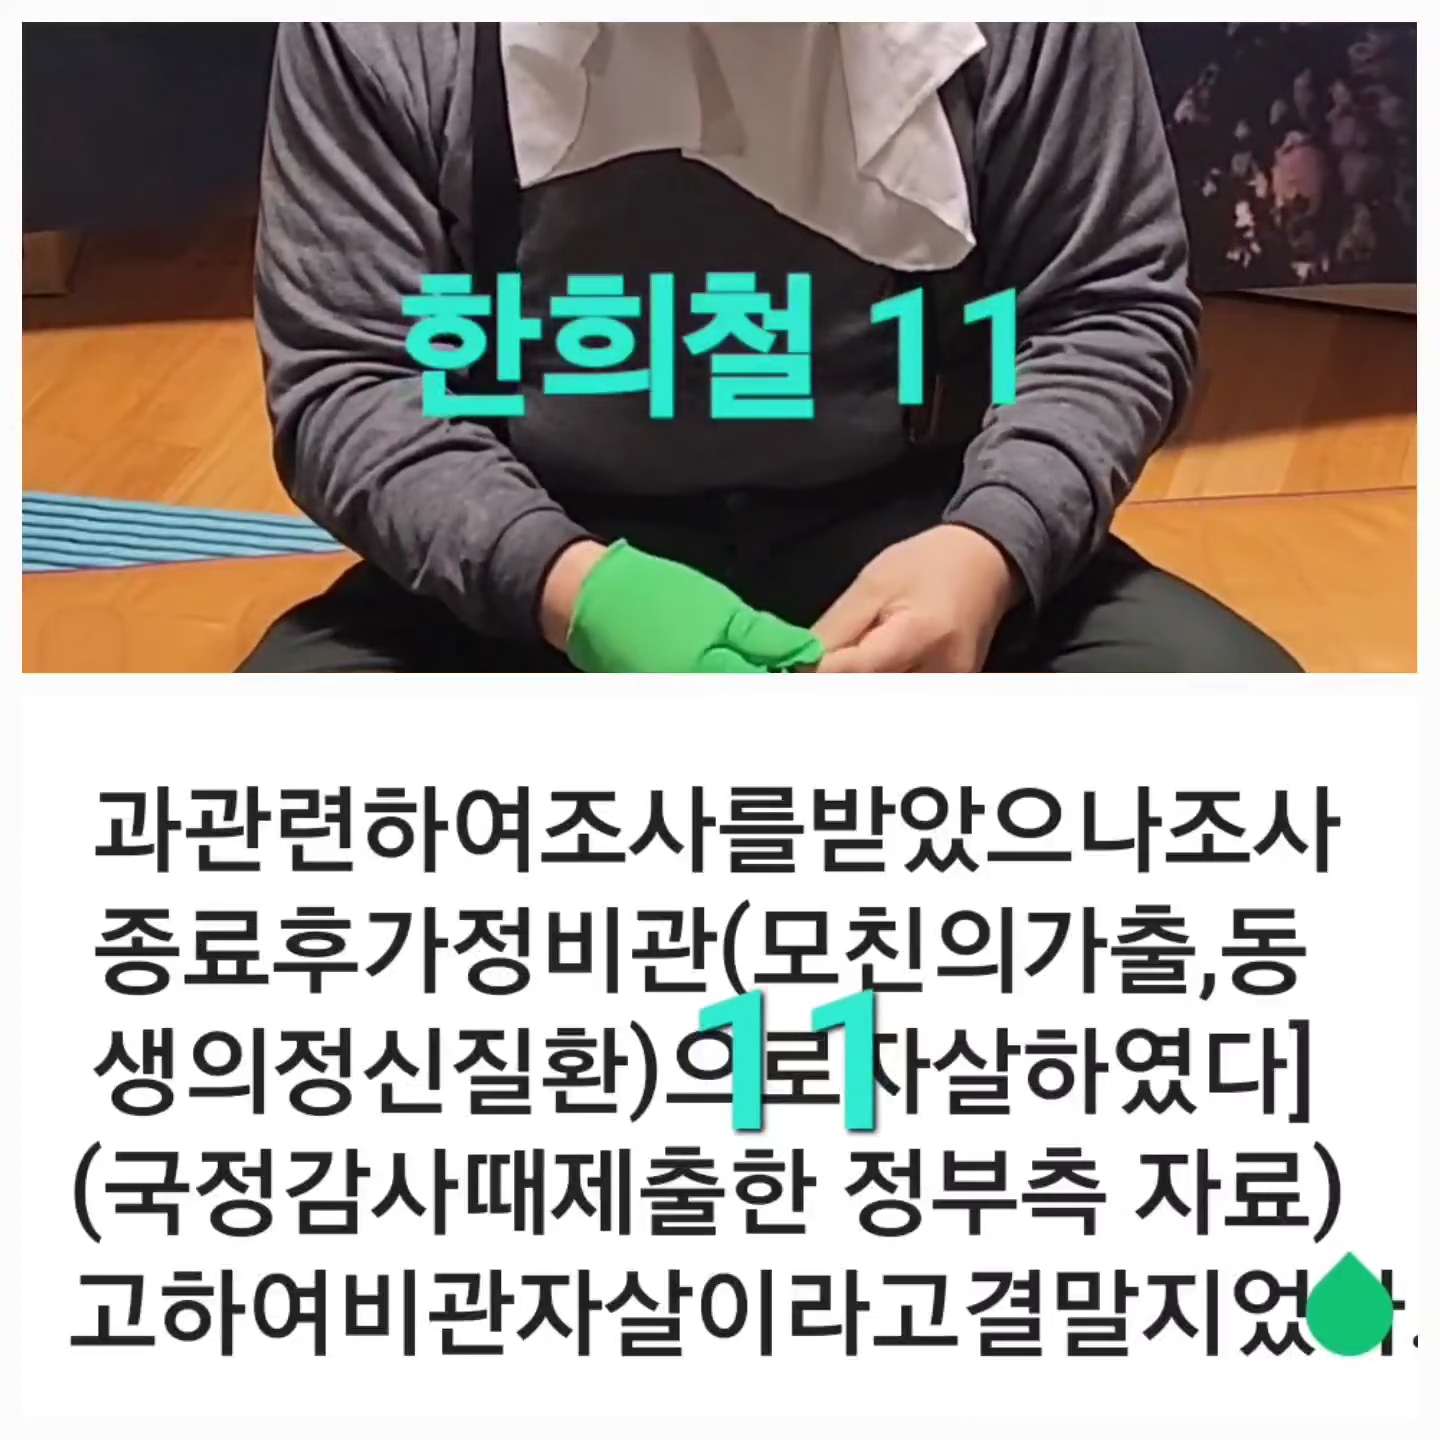 한희철 11
과관련하여조사를받았으나조사
종료후가정비관(모친의가출,동
생의정신질환)으로자살하였다]
11
(국정감사때제출한 정부측 자료)
고하여비관자살이라고결말지었다.